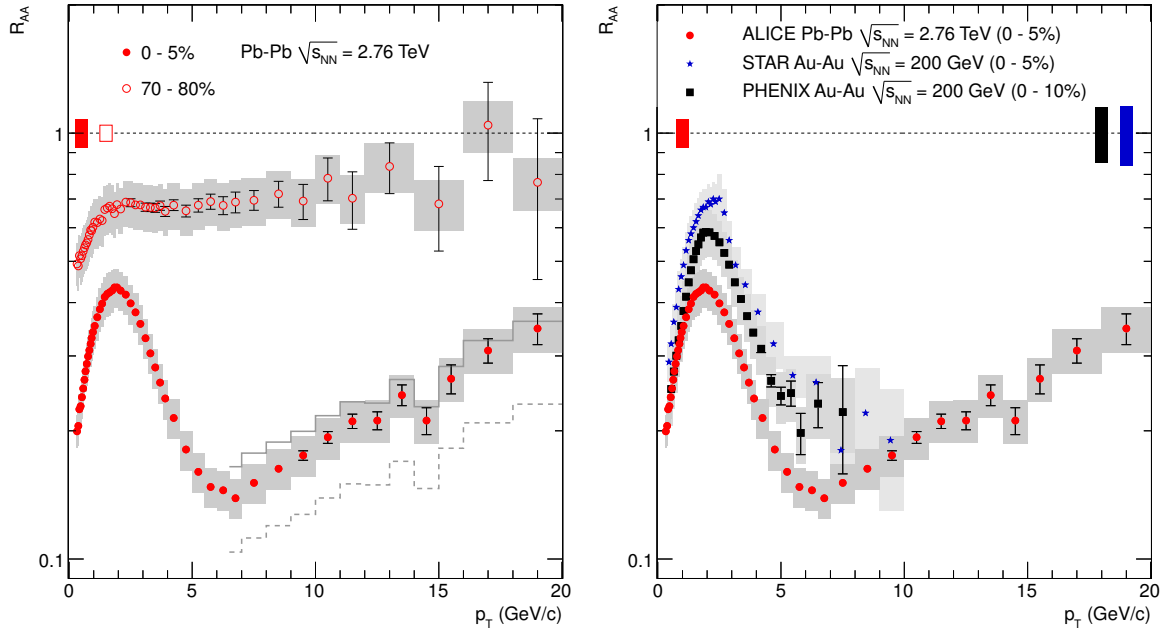 R_AA
0 - 5% Pb-Pb √s_NN = 2.76 TeV
70 - 80%
1
0.1
0 5 10 15 20
p_T (GeV/c)
R_AA
ALICE Pb-Pb √s_NN = 2.76 TeV (0 - 5%)
STAR Au-Au √s_NN = 200 GeV (0 - 5%)
PHENIX Au-Au √s_NN = 200 GeV (0 - 10%)
1
0.1
0 5 10 15 20
p_T (GeV/c)